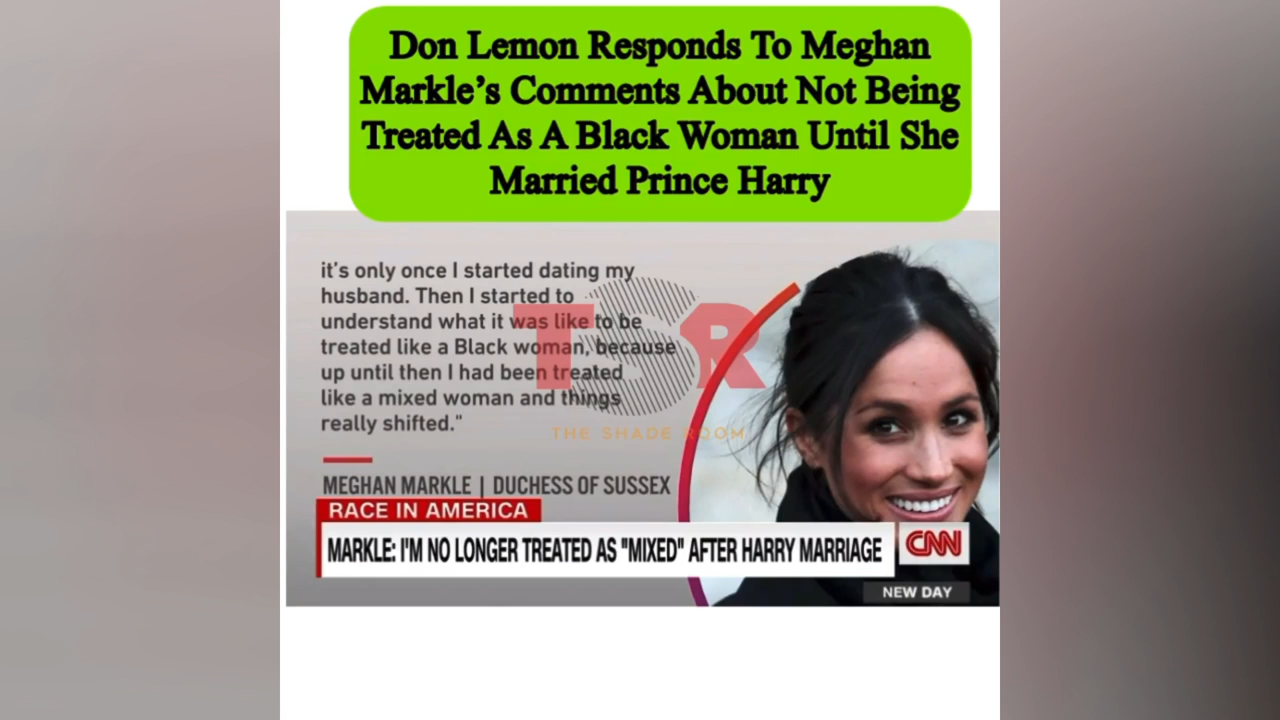 Don Lemon Responds To Meghan
Markle’s Comments About Not Being
Treated As A Black Woman Until She
Married Prince Harry
it's only once I started dating my
husband. Then I started to
understand what it was like to be
treated like a Black woman, because
up until then I had been treated
like a mixed woman and things
really shifted."
TSR
THE SHADE ROOM
MEGHAN MARKLE | DUCHESS OF SUSSEX
RACE IN AMERICA
MARKLE: I'M NO LONGER TREATED AS "MIXED" AFTER HARRY MARRIAGE
CNN
NEW DAY